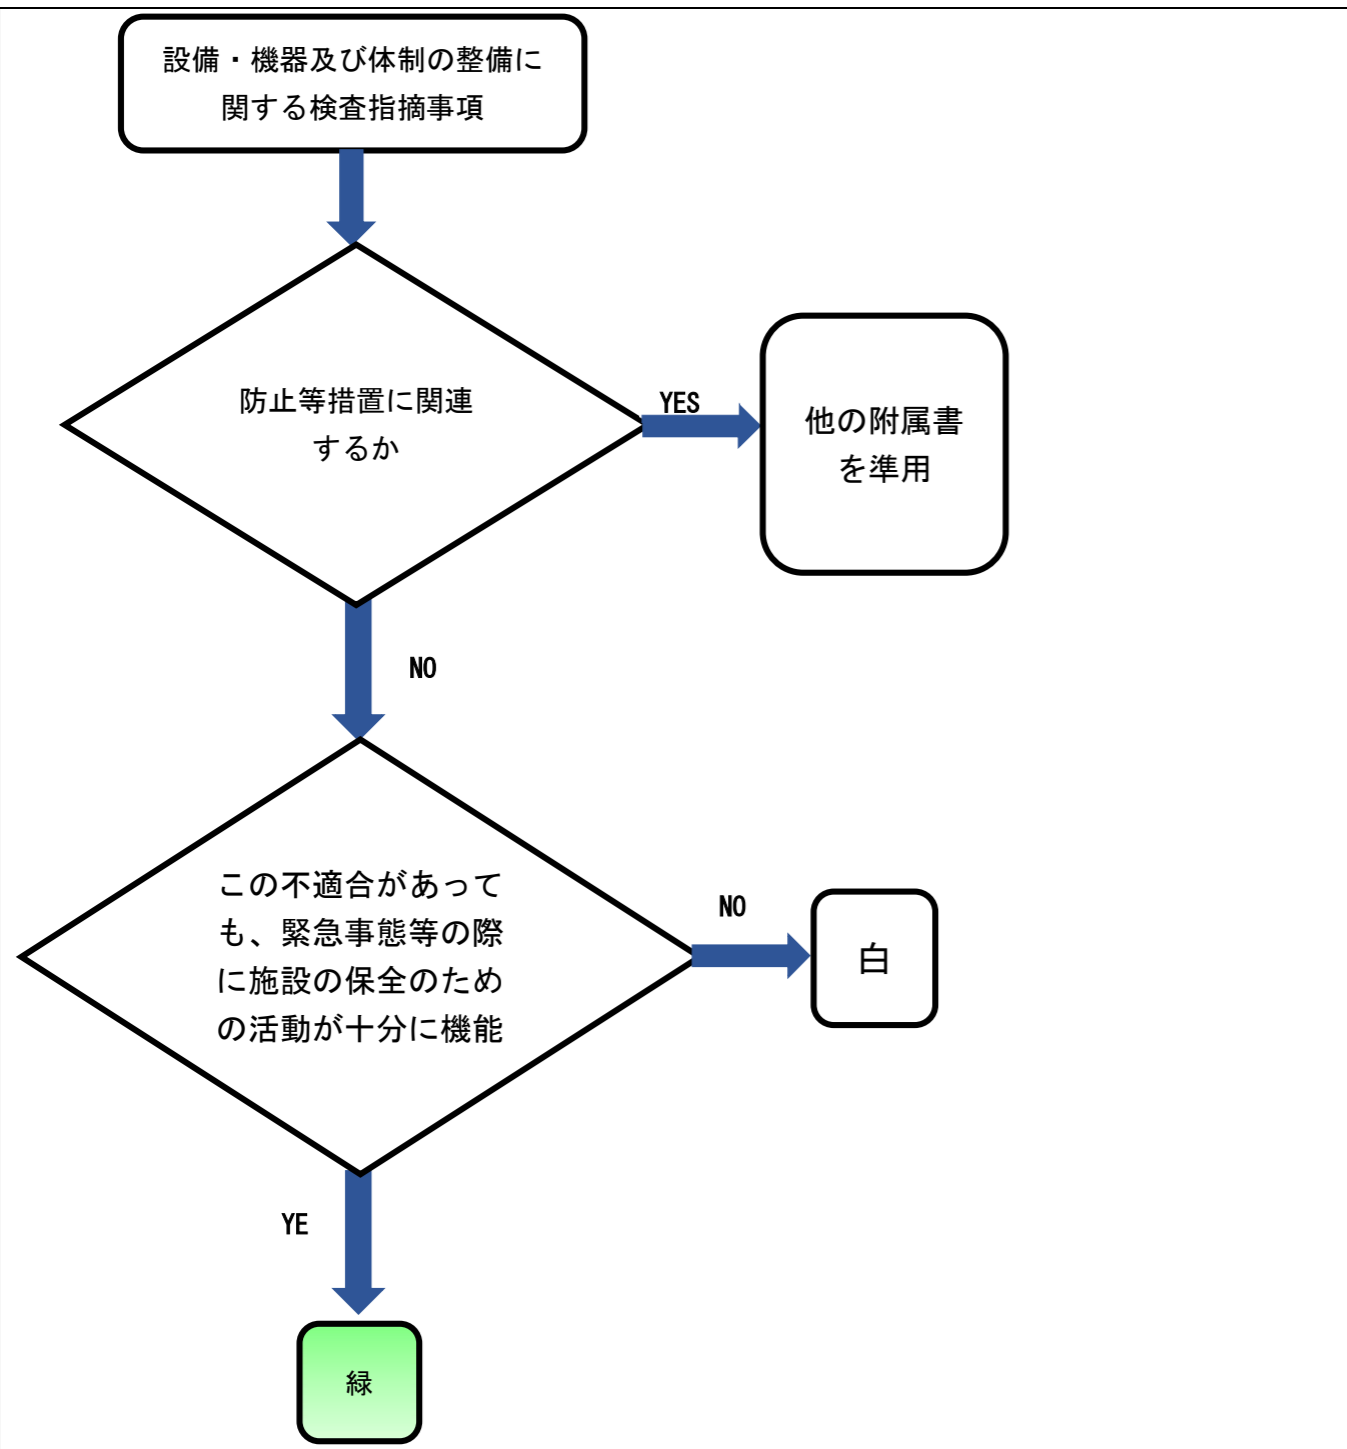 設備・機器及び体制の整備に
関する検査指摘事項
防止等措置に関連
するか
YES
他の附属書
を準用
NO
この不適合があって
も、緊急事態等の際
に施設の保全のため
の活動が十分に機能
NO
白
YE
緑